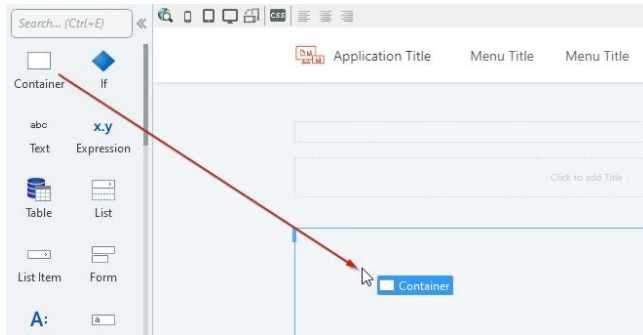 Search... (Ctrl+E)
css
Application Title Menu Title Menu Title
Container If
abc x.y
Text Expression
Click to add Title
Table List
List Item Form
Container
A: a